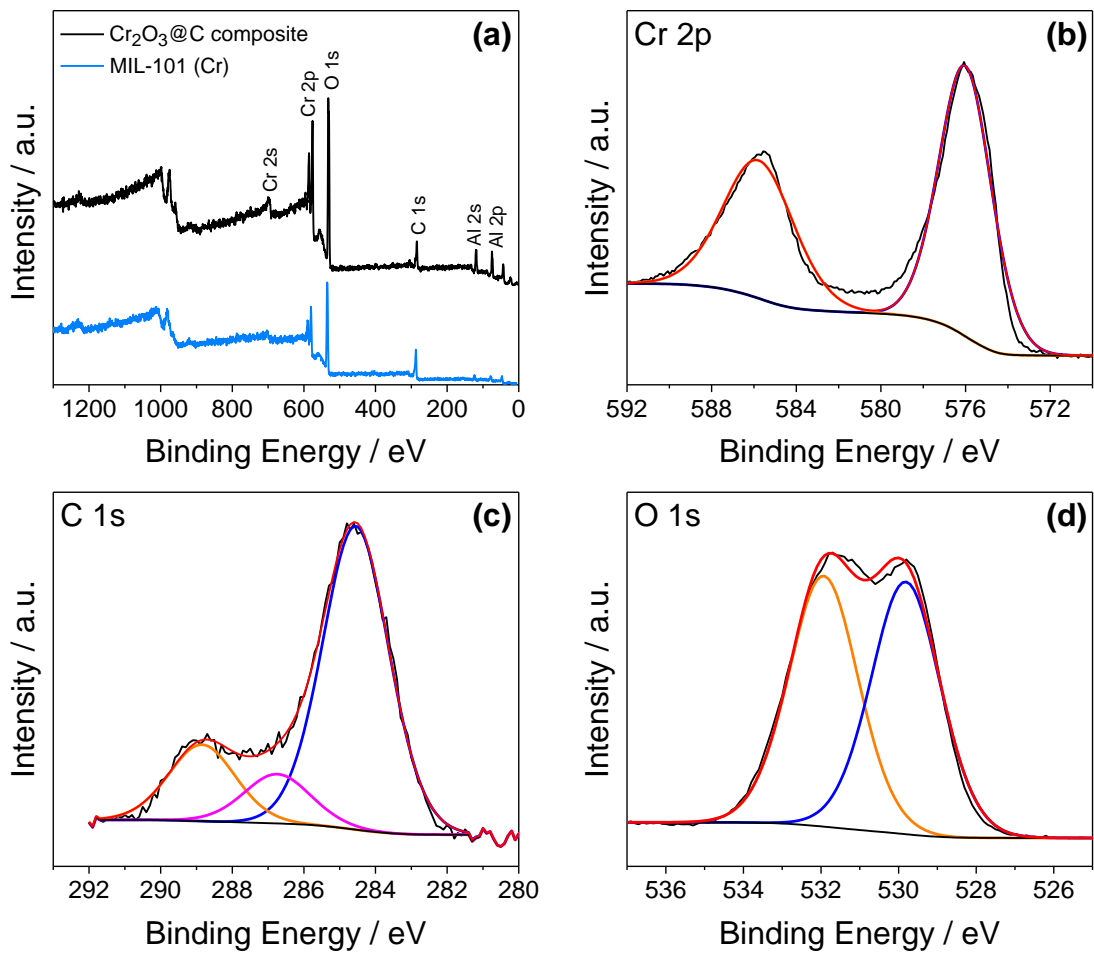 Cr₂O₃@C composite
MIL-101 (Cr)
(a)
Cr 2s
Cr 2p
O 1s
C 1s
Al 2s
Al 2p
Intensity / a.u.
1200 1000 800 600 400 200 0
Binding Energy / eV
Cr 2p
(b)
Intensity / a.u.
592 588 584 580 576 572
Binding Energy / eV
C 1s
(c)
Intensity / a.u.
292 290 288 286 284 282 280
Binding Energy / eV
O 1s
(d)
Intensity / a.u.
536 534 532 530 528 526
Binding Energy / eV